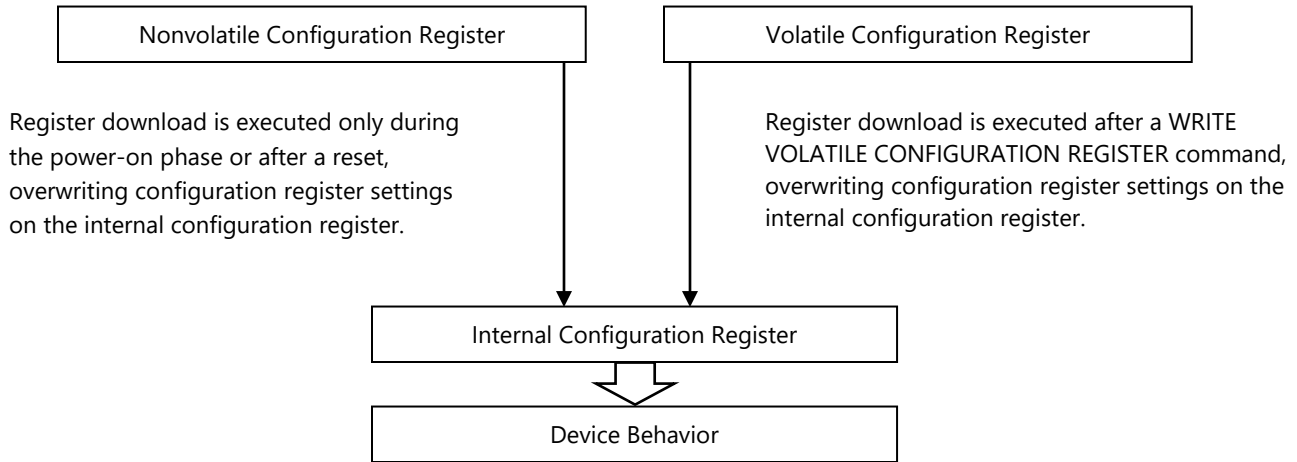 Nonvolatile Configuration Register
Volatile Configuration Register
Register download is executed only during
the power-on phase or after a reset,
overwriting configuration register settings
on the internal configuration register.
Register download is executed after a WRITE
VOLATILE CONFIGURATION REGISTER command,
overwriting configuration register settings on the
internal configuration register.
Internal Configuration Register
Device Behavior